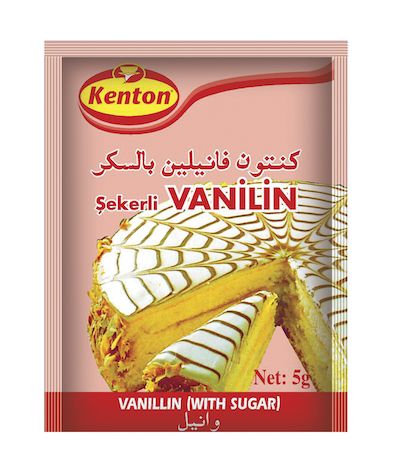 Kenton
كنتون فانيلين بالسكر
Şekerli VANİLİN
Net: 5g
VANILLIN (WITH SUGAR)
وانيل